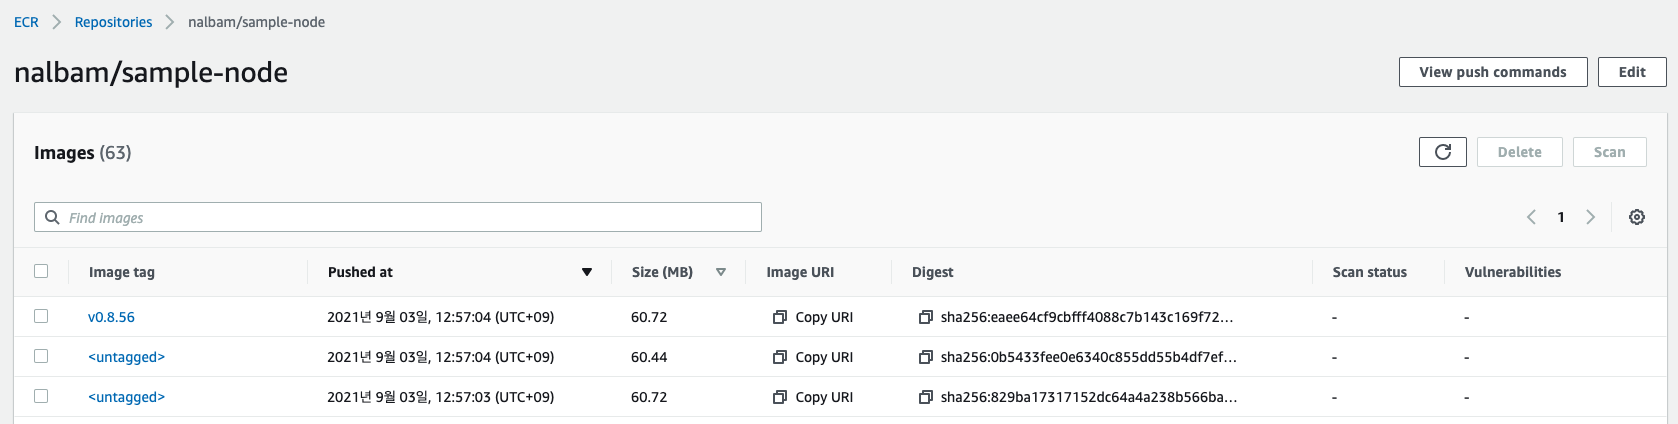 ECR Repositories nalbam/sample-node
nalbam/sample-node
View push commands Edit
Images (63)
Delete Scan
Find images
1
Image tag Pushed at Size (MB) Image URI Digest Scan status Vulnerabilities
v0.8.56 2021년 9월 03일, 12:57:04 (UTC+09) 60.72 Copy URI sha256:eaee64cf9cbfff4088c7b143c169f72... - -
<untagged> 2021년 9월 03일, 12:57:04 (UTC+09) 60.44 Copy URI sha256:0b5433fee0e6340c855dd55b4df7ef... - -
<untagged> 2021년 9월 03일, 12:57:03 (UTC+09) 60.72 Copy URI sha256:829ba17317152dc64a4a238b566ba... - -